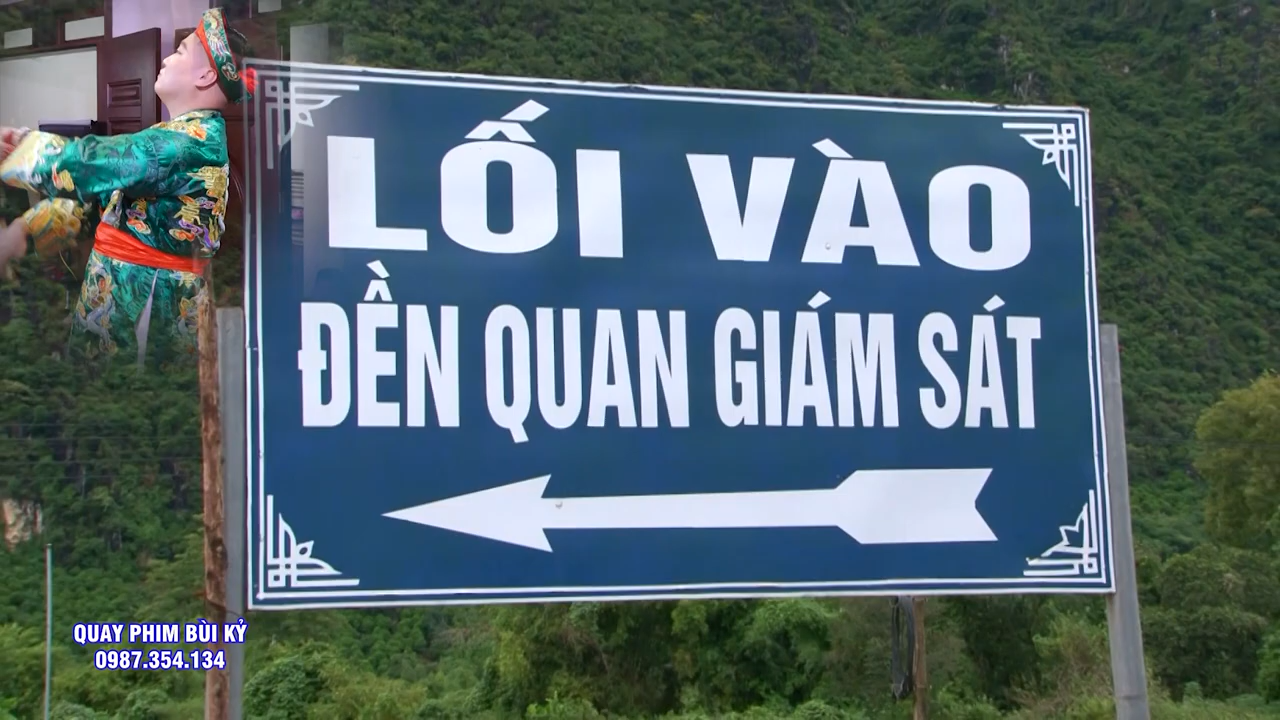 LỐI VÀO
ĐỀN QUAN GIÁM SÁT
QUAY PHIM BÙI KỶ
0987.354.134